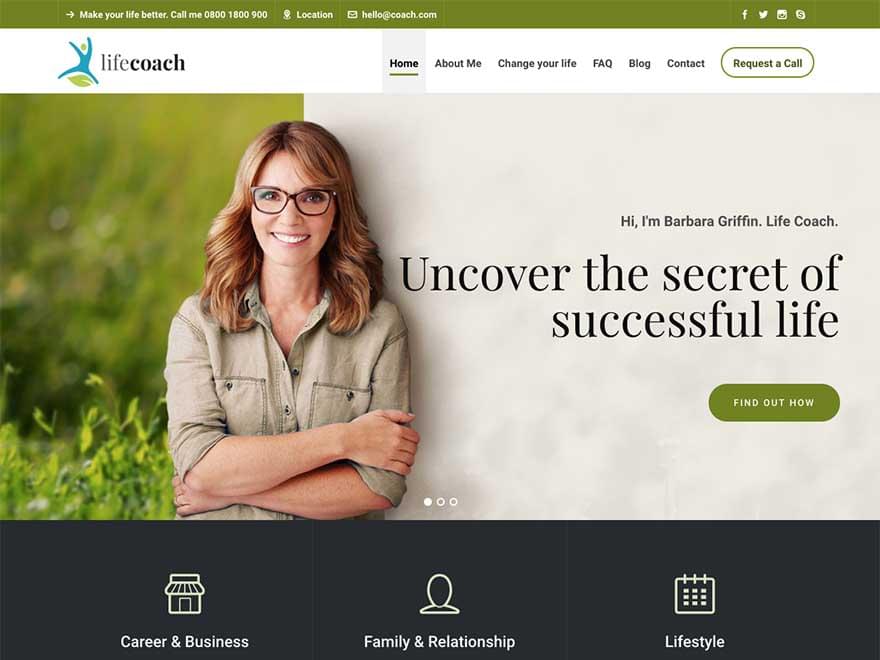 Make your life better. Call me 0800 1800 900
Location
hello@coach.com
lifecoach
Home
About Me
Change your life
FAQ
Blog
Contact
Request a Call
Hi, I'm Barbara Griffin. Life Coach.
Uncover the secret of
successful life
FIND OUT HOW
Career & Business
Family & Relationship
Lifestyle